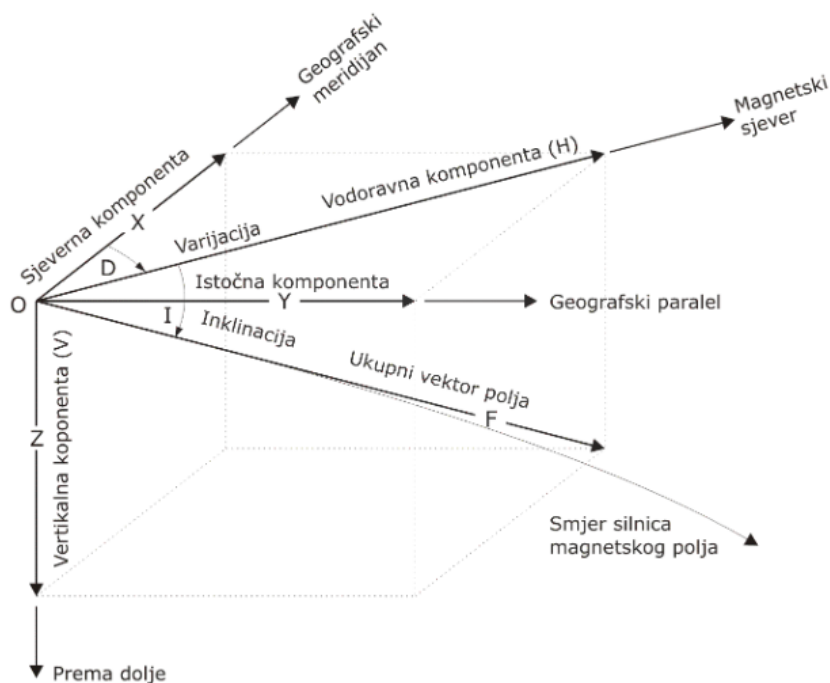 Geografski
meridijan
Magnetski
sjever
Sjeverna komponenta
X
Vodoravna komponenta (H)
Varijacija
D
Istočna komponenta
O
Y
Geografski paralel
I
Inklinacija
Ukupni vektor polja
F
Z
Vertikalna koponenta (V)
Smjer silnica
magnetskog polja
Prema dolje